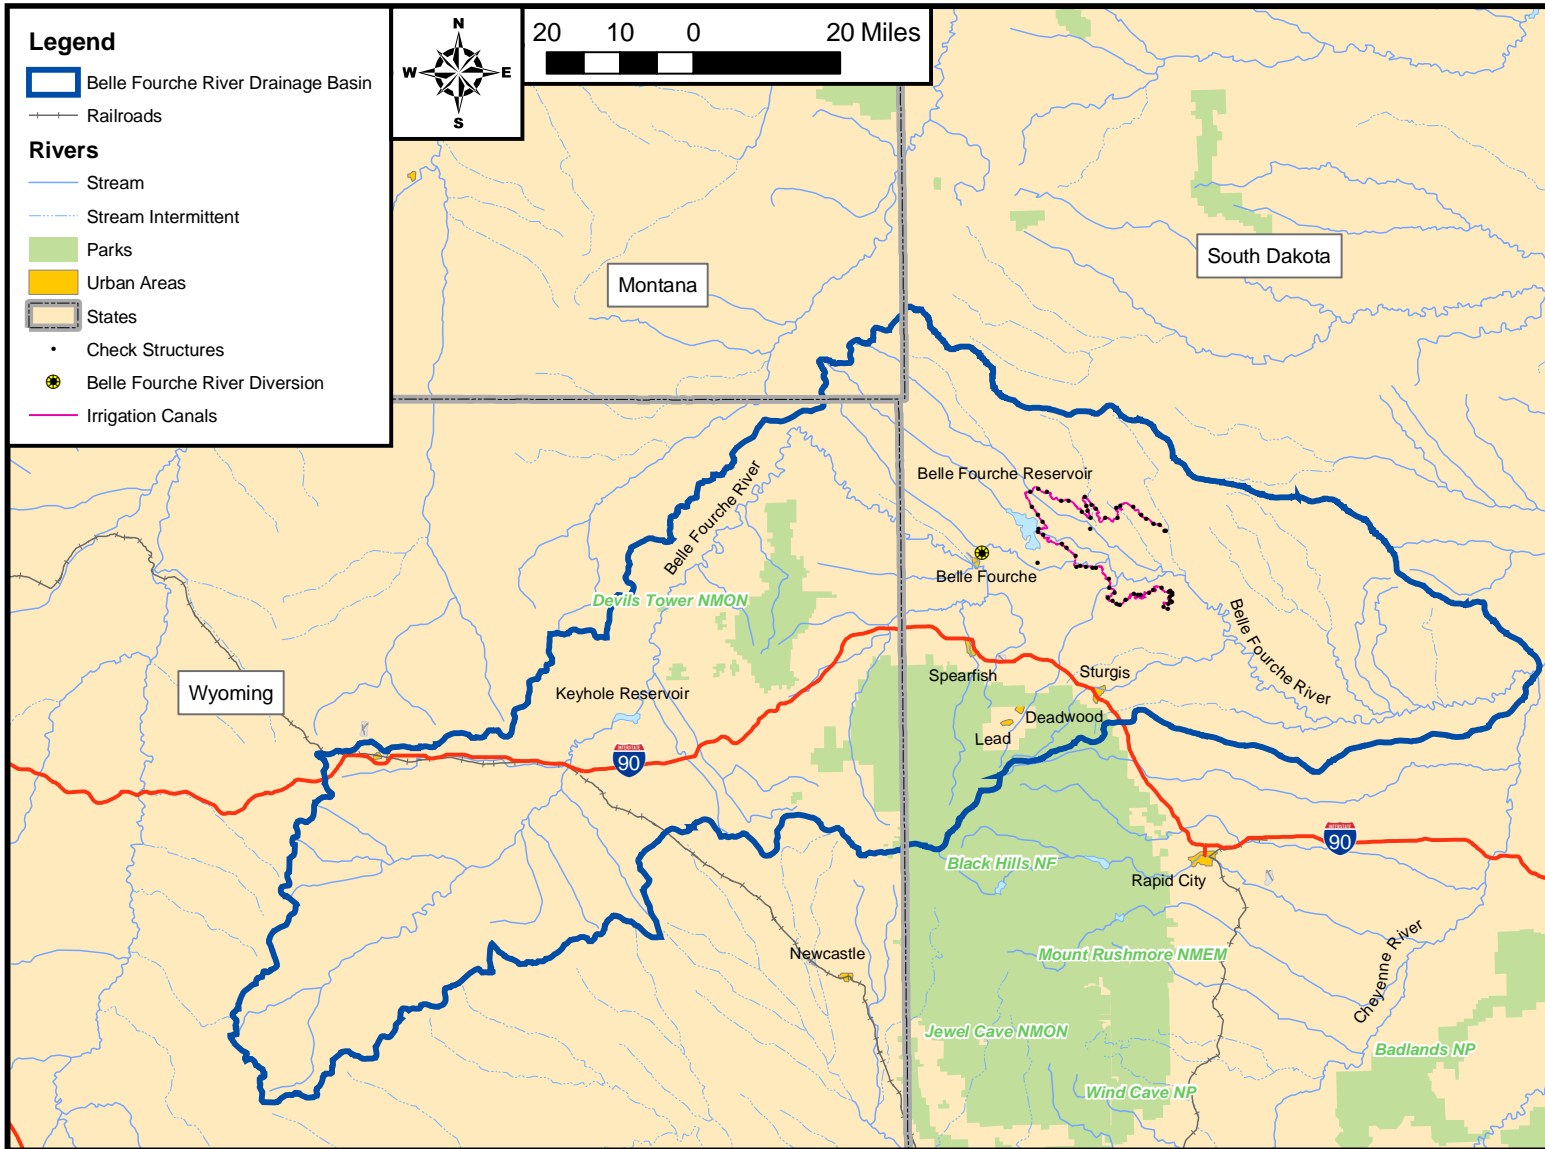 Legend
Belle Fourche River Drainage Basin
Railroads
Rivers
Stream
Stream Intermittent
Parks
Urban Areas
States
Check Structures
Belle Fourche River Diversion
Irrigation Canals
N
W E
S
20 10 0 20 Miles
Montana
South Dakota
Wyoming
Belle Fourche River
Belle Fourche Reservoir
Belle Fourche
Devils Tower NMON
Belle Fourche River
Keyhole Reservoir
Spearfish
Sturgis
Deadwood
Lead
INTERSTATE
90
INTERSTATE
90
Black Hills NF
Rapid City
Newcastle
Mount Rushmore NMEM
Cheyenne River
Jewel Cave NMON
Badlands NP
Wind Cave NP